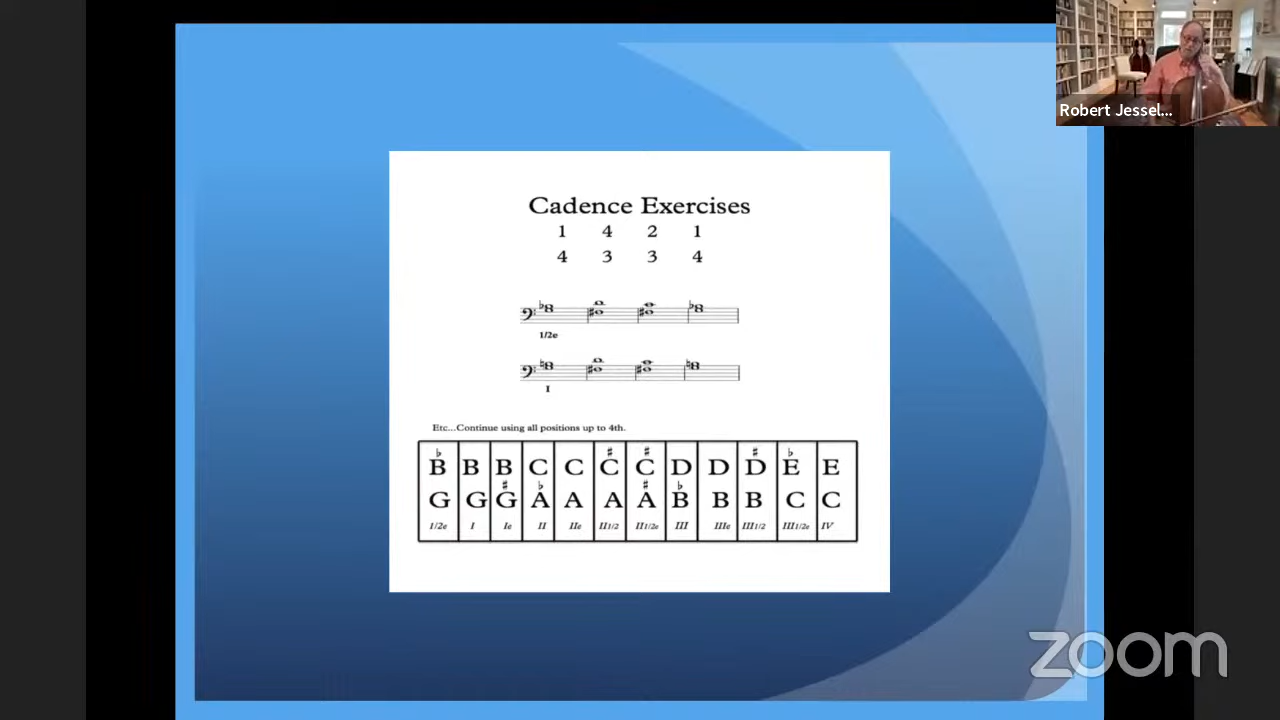 Robert Jessel...
Cadence Exercises
1 4 2 1
4 3 3 4
1/2e
I
Etc...Continue using all positions up to 4th.
♭B B B C C ♯C ♯C D D ♯D ♭E E
G G ♯G ♭A A A ♯A ♭B B B C C
1/2e I Ie II IIe II1/2 II1/2e III IIIe III1/2 III1/2e IV
zoom